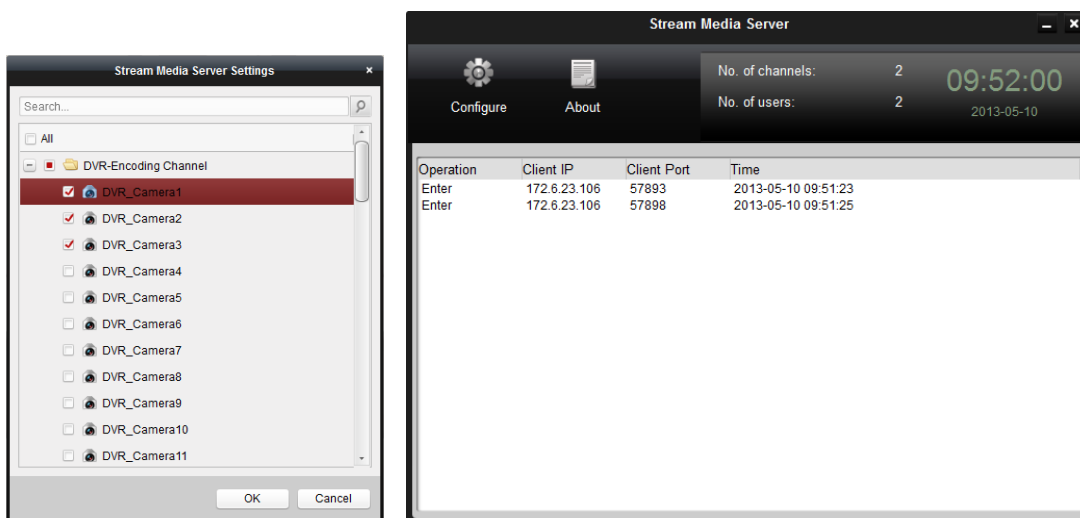 Stream Media Server Settings
Search...
All
DVR-Encoding Channel
DVR_Camera1
DVR_Camera2
DVR_Camera3
DVR_Camera4
DVR_Camera5
DVR_Camera6
DVR_Camera7
DVR_Camera8
DVR_Camera9
DVR_Camera10
DVR_Camera11
OK Cancel
Stream Media Server
Configure About
No. of channels: 2
No. of users: 2
09:52:00
2013-05-10
Operation Client IP Client Port Time
Enter 172.6.23.106 57893 2013-05-10 09:51:23
Enter 172.6.23.106 57898 2013-05-10 09:51:25